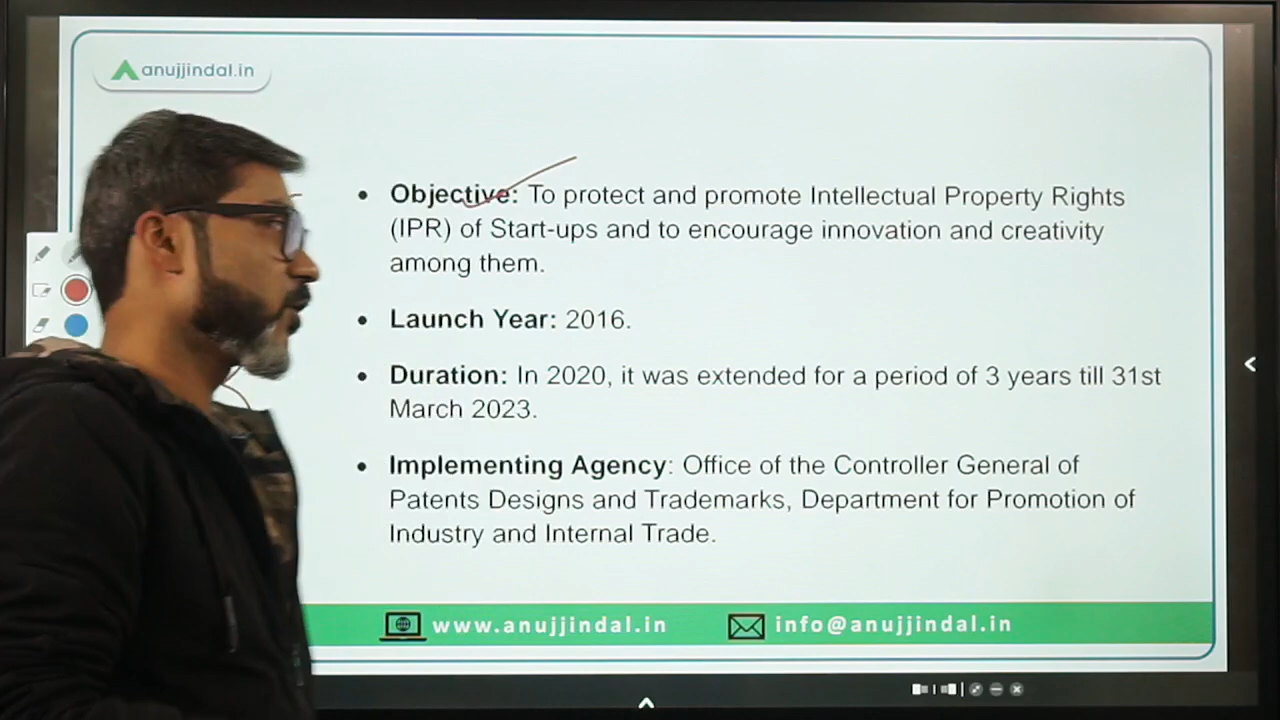 anujjindal.in
• Objective: To protect and promote Intellectual Property Rights
(IPR) of Start-ups and to encourage innovation and creativity
among them.
• Launch Year: 2016.
• Duration: In 2020, it was extended for a period of 3 years till 31st
March 2023.
• Implementing Agency: Office of the Controller General of
Patents Designs and Trademarks, Department for Promotion of
Industry and Internal Trade.
www.anujjindal.in info@anujjindal.in